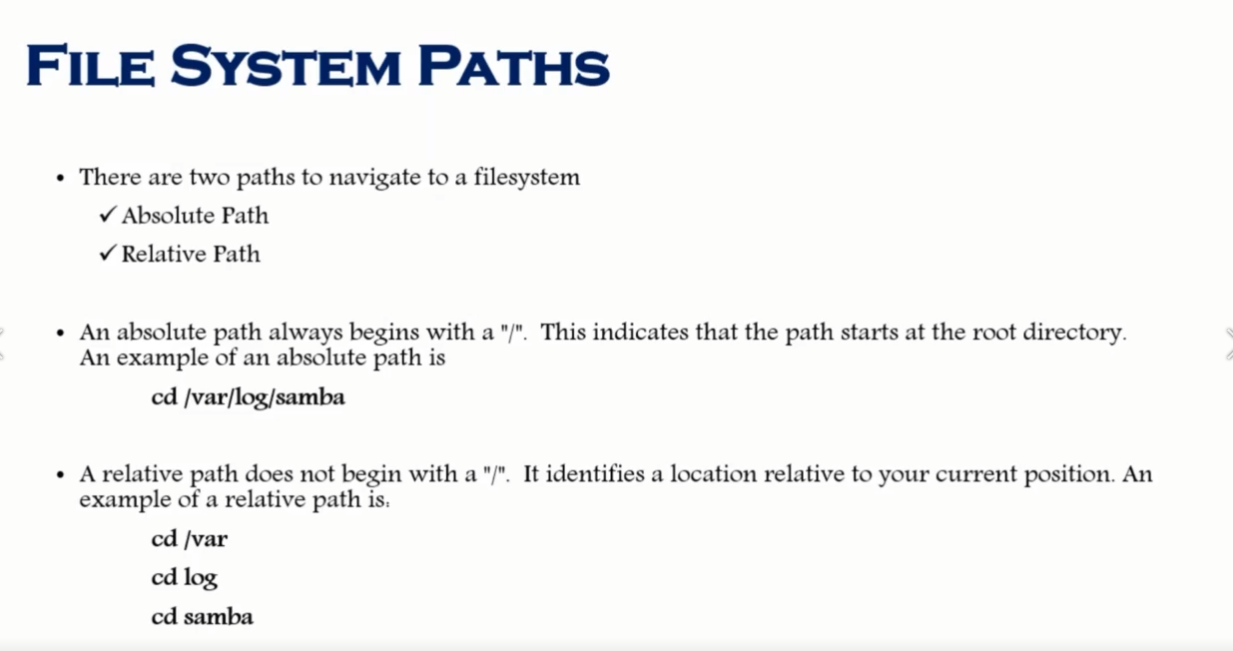 FILE SYSTEM PATHS
• There are two paths to navigate to a filesystem
✓ Absolute Path
✓ Relative Path
• An absolute path always begins with a "/".  This indicates that the path starts at the root directory.
An example of an absolute path is
cd /var/log/samba
• A relative path does not begin with a "/".  It identifies a location relative to your current position. An
example of a relative path is:
cd /var
cd log
cd samba